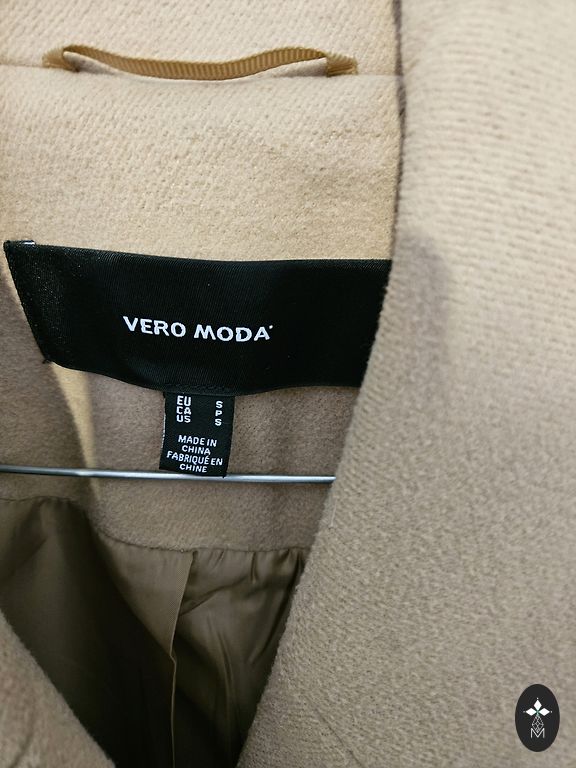 VERO MODA
EU S
CA P
US S
MADE IN
CHINA
FABRIQUÉ EN
CHINE
M